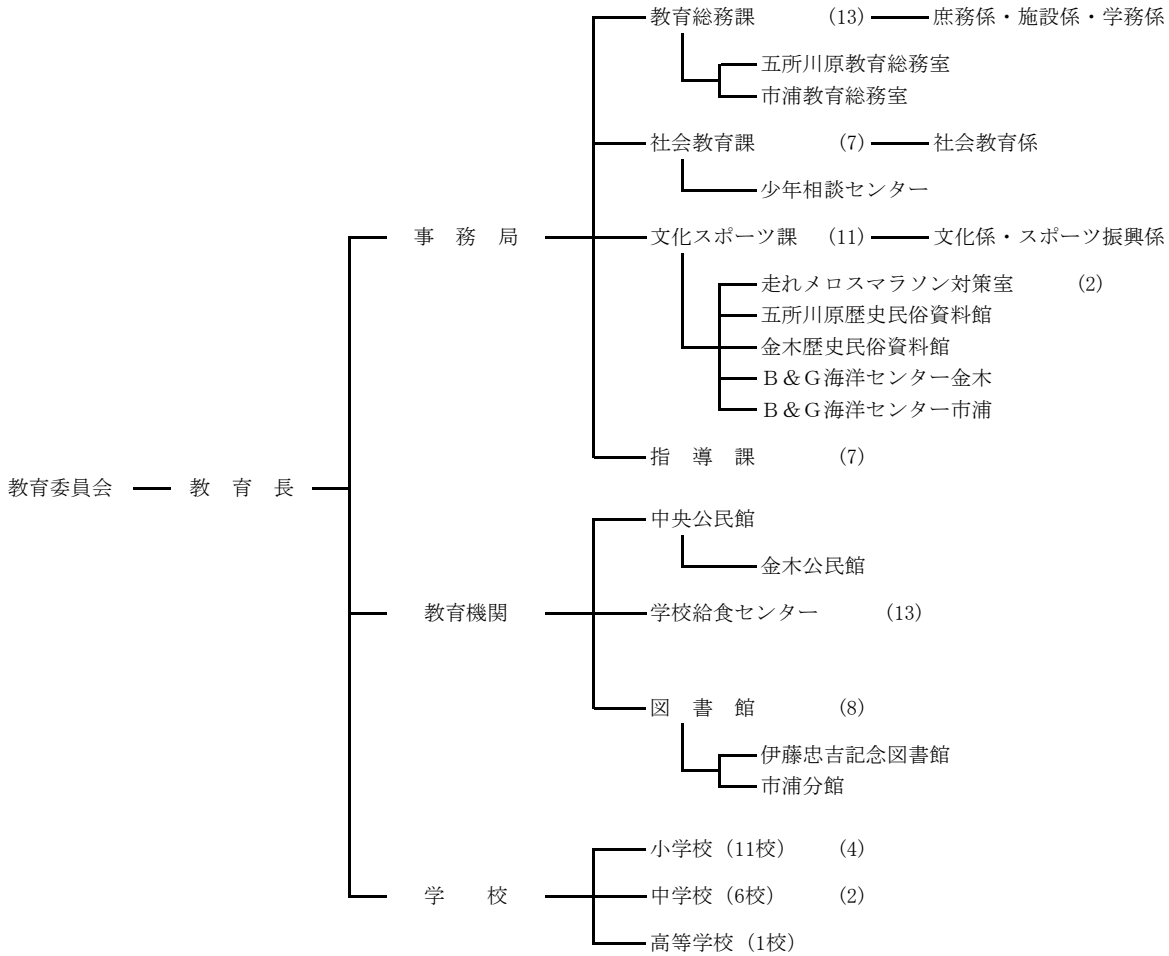 教育総務課 (13) 庶務係・施設係・学務係
五所川原教育総務室
市浦教育総務室
社会教育課 (7) 社会教育係
少年相談センター
事務局 文化スポーツ課 (11) 文化係・スポーツ振興係
走れメロスマラソン対策室 (2)
五所川原歴史民俗資料館
金木歴史民俗資料館
Ｂ＆Ｇ海洋センター金木
Ｂ＆Ｇ海洋センター市浦
指導課 (7)
教育委員会 教育長
中央公民館
金木公民館
教育機関 学校給食センター (13)
図書館 (8)
伊藤忠吉記念図書館
市浦分館
小学校（11校） (4)
学校 中学校（6校） (2)
高等学校（1校）